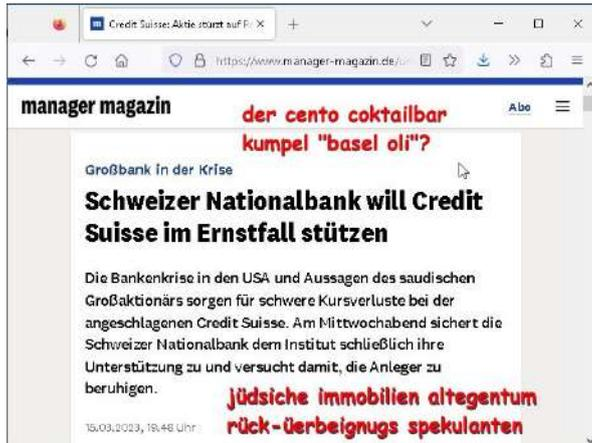 Credit Suisse: Aktie stürzt auf
https://www.manager-magazin.de/
manager magazin
Abo
der cento coktailbar
kumpel "basel oli"?
Großbank in der Krise
Schweizer Nationalbank will Credit
Suisse im Ernstfall stützen
Die Bankenkrise in den USA und Aussagen des saudischen
Großaktionärs sorgen für schwere Kursverluste bei der
angeschlagenen Credit Suisse. Am Mittwochabend sichert die
Schweizer Nationalbank dem Institut schließlich ihre
Unterstützung zu und versucht damit, die Anleger zu
beruhigen.
jüdsiche immobilien altegentum
15.03.2023, 19.48 Uhr
rück-üerbeignugs spekulanten